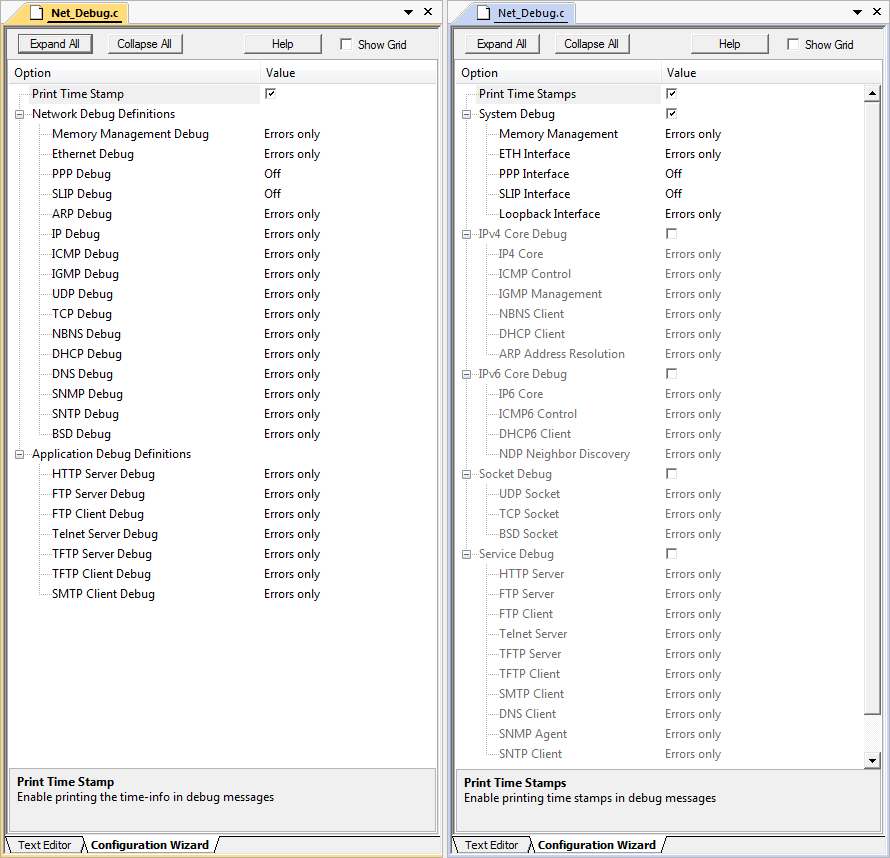 Net_Debug.c
Expand All Collapse All Help Show Grid
Option Value
Print Time Stamp
Network Debug Definitions
Memory Management Debug Errors only
Ethernet Debug Errors only
PPP Debug Off
SLIP Debug Off
ARP Debug Errors only
IP Debug Errors only
ICMP Debug Errors only
IGMP Debug Errors only
UDP Debug Errors only
TCP Debug Errors only
NBNS Debug Errors only
DHCP Debug Errors only
DNS Debug Errors only
SNMP Debug Errors only
SNTP Debug Errors only
BSD Debug Errors only
Application Debug Definitions
HTTP Server Debug Errors only
FTP Server Debug Errors only
FTP Client Debug Errors only
Telnet Server Debug Errors only
TFTP Server Debug Errors only
TFTP Client Debug Errors only
SMTP Client Debug Errors only
Print Time Stamp
Enable printing the time-info in debug messages
Text Editor Configuration Wizard
Net_Debug.c
Expand All Collapse All Help Show Grid
Option Value
Print Time Stamps
System Debug
Memory Management Errors only
ETH Interface Errors only
PPP Interface Off
SLIP Interface Off
Loopback Interface Errors only
IPv4 Core Debug
IP4 Core Errors only
ICMP Control Errors only
IGMP Management Errors only
NBNS Client Errors only
DHCP Client Errors only
ARP Address Resolution Errors only
IPv6 Core Debug
IP6 Core Errors only
ICMP6 Control Errors only
DHCP6 Client Errors only
NDP Neighbor Discovery Errors only
Socket Debug
UDP Socket Errors only
TCP Socket Errors only
BSD Socket Errors only
Service Debug
HTTP Server Errors only
FTP Server Errors only
FTP Client Errors only
Telnet Server Errors only
TFTP Server Errors only
TFTP Client Errors only
SMTP Client Errors only
DNS Client Errors only
SNMP Agent Errors only
SNTP Client Errors only
Print Time Stamps
Enable printing time stamps in debug messages
Text Editor Configuration Wizard